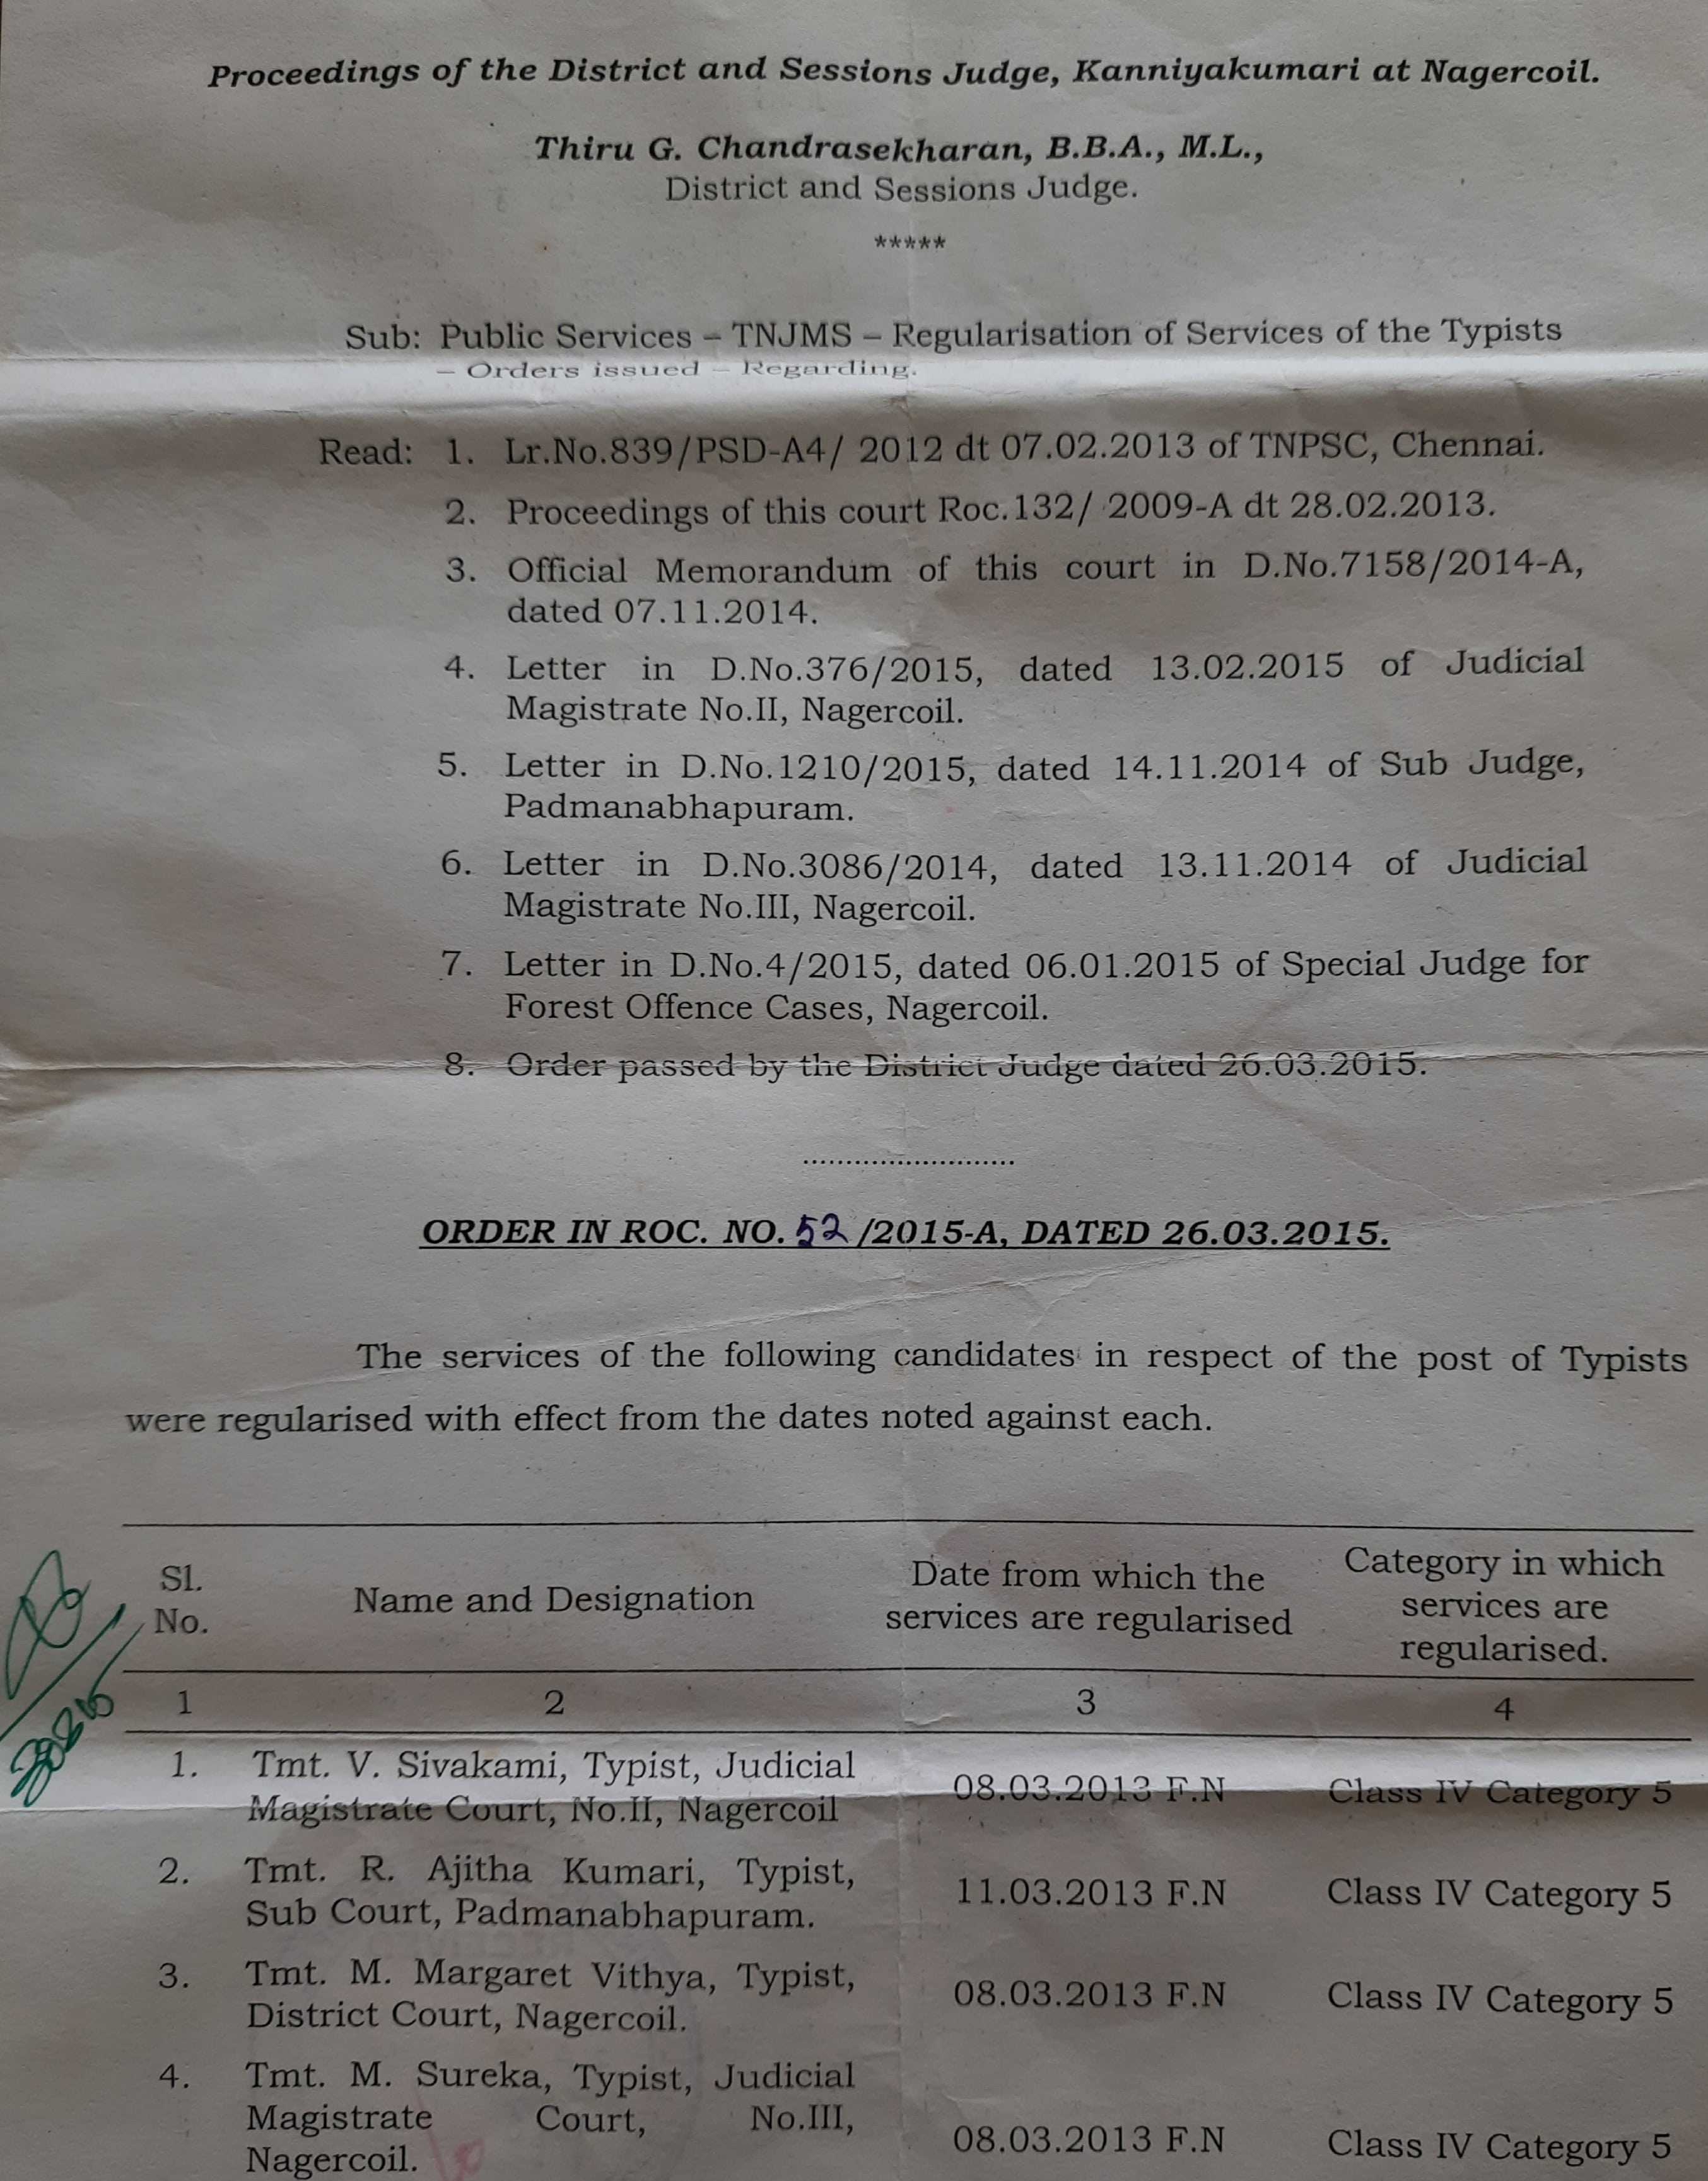 Proceedings of the District and Sessions Judge, Kanniyakumari at Nagercoil.
Thiru G. Chandrasekharan, B.B.A., M.L.,
District and Sessions Judge.
*****
Sub: Public Services – TNJMS – Regularisation of Services of the Typists
– Orders issued – Regarding.
Read: 1. Lr.No.839/PSD-A4/ 2012 dt 07.02.2013 of TNPSC, Chennai.
2. Proceedings of this court Roc.132/ 2009-A dt 28.02.2013.
3. Official Memorandum of this court in D.No.7158/2014-A,
dated 07.11.2014.
4. Letter in D.No.376/2015, dated 13.02.2015 of Judicial
Magistrate No.II, Nagercoil.
5. Letter in D.No.1210/2015, dated 14.11.2014 of Sub Judge,
Padmanabhapuram.
6. Letter in D.No.3086/2014, dated 13.11.2014 of Judicial
Magistrate No.III, Nagercoil.
7. Letter in D.No.4/2015, dated 06.01.2015 of Special Judge for
Forest Offence Cases, Nagercoil.
8. Order passed by the District Judge dated 26.03.2015.
..........................
ORDER IN ROC. NO. 52 /2015-A, DATED 26.03.2015.
The services of the following candidates in respect of the post of Typists
were regularised with effect from the dates noted against each.
Sl. No. Name and Designation Date from which the services are regularised Category in which services are regularised.
1 2 3 4
1. Tmt. V. Sivakami, Typist, Judicial
Magistrate Court, No.II, Nagercoil 08.03.2013 F.N Class IV Category 5
2. Tmt. R. Ajitha Kumari, Typist,
Sub Court, Padmanabhapuram. 11.03.2013 F.N Class IV Category 5
3. Tmt. M. Margaret Vithya, Typist,
District Court, Nagercoil. 08.03.2013 F.N Class IV Category 5
4. Tmt. M. Sureka, Typist, Judicial
Magistrate Court, No.III,
Nagercoil. 08.03.2013 F.N Class IV Category 5